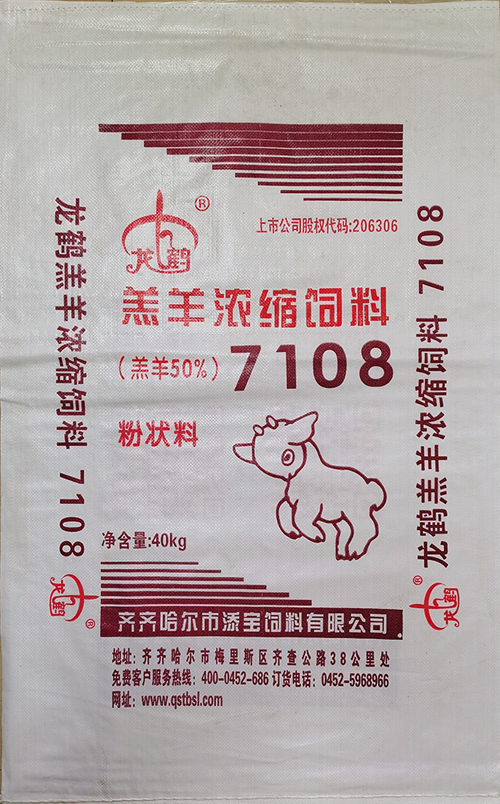 ®
龙鹤
上市公司股权代码:206306
羔羊浓缩饲料
(羔羊50%) 7108
粉状料
净含量:40kg
齐齐哈尔市添宝饲料有限公司
地址: 齐齐哈尔市梅里斯区齐查公路38公里处
免费客户服务热线: 400-0452-686 订货电话: 0452-5968966
网址: www.qstbsl.com
龙鹤羔羊浓缩饲料 7108
龙鹤®
龙鹤羔羊浓缩饲料 7108
龙鹤®